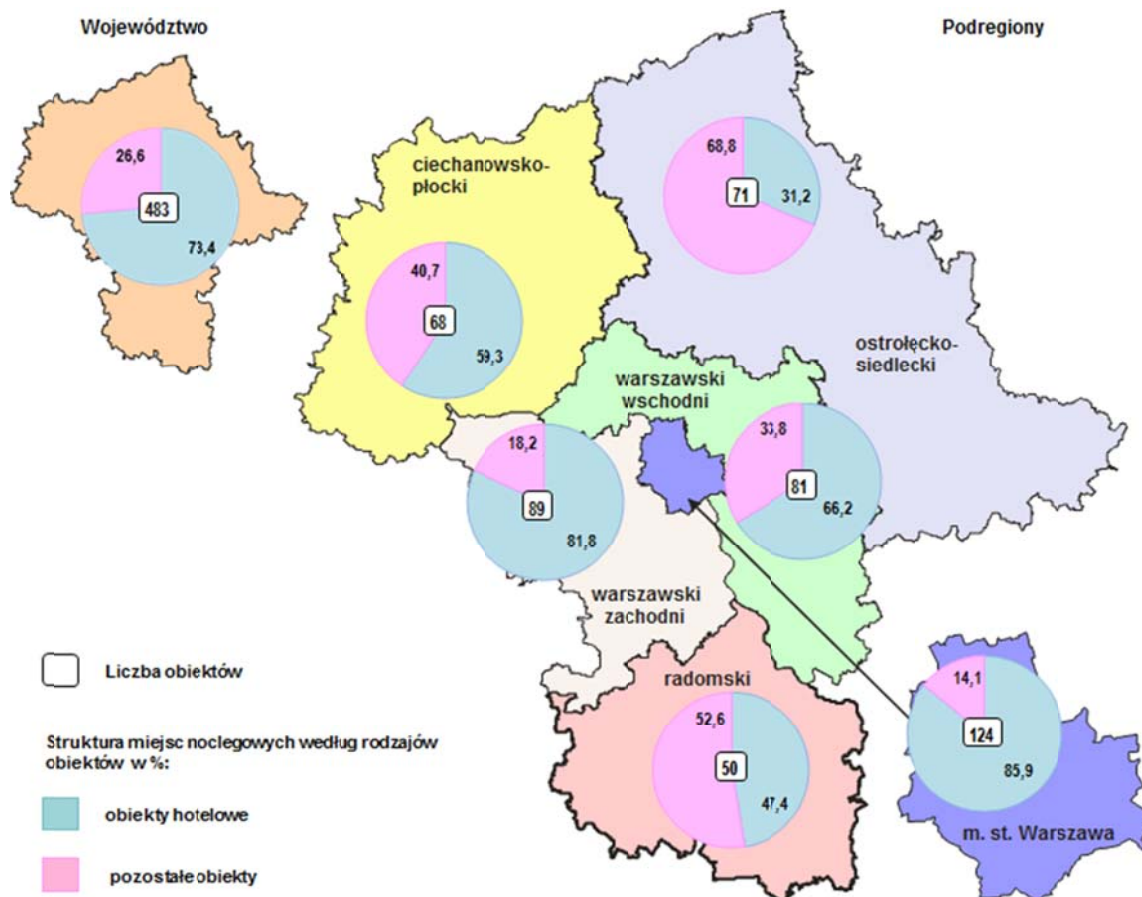 Województwo
Podregiony
26,6
483
73,4
ciechanowsko-
płocki
40,7
68
59,3
68,8
71
31,2
ostrołęcko-
siedlecki
warszawski
wschodni
33,8
81
66,2
18,2
89
81,8
warszawski
zachodni
radomski
52,6
50
47,4
14,1
124
85,9
m. st. Warszawa
Liczba obiektów
Struktura miejsc noclegowych według rodzajów
obiektów w %:
obiekty hotelowe
pozostałe obiekty